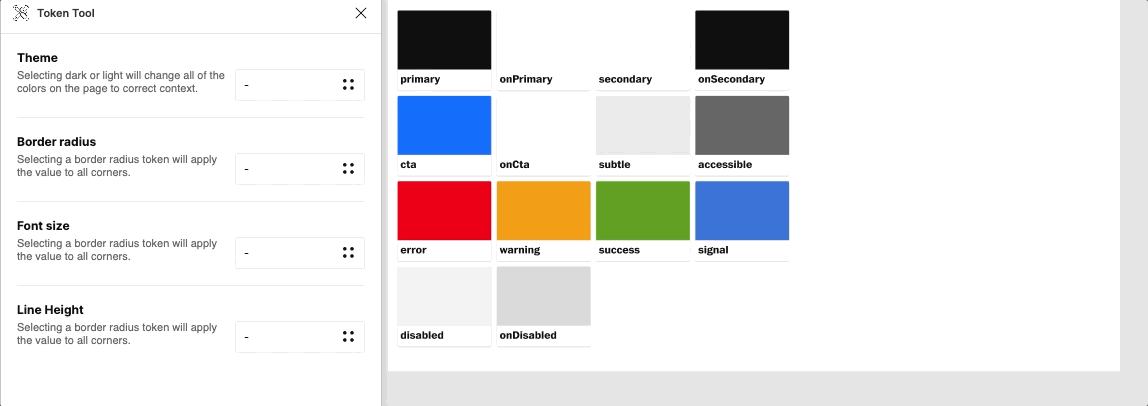 Token Tool
Theme
Selecting dark or light will change all of the
colors on the page to correct context.
-
Border radius
Selecting a border radius token will apply
the value to all corners.
-
Font size
Selecting a border radius token will apply
the value to all corners.
-
Line Height
Selecting a border radius token will apply
the value to all corners.
-
primary onPrimary secondary onSecondary
cta onCta subtle accessible
error warning success signal
disabled onDisabled